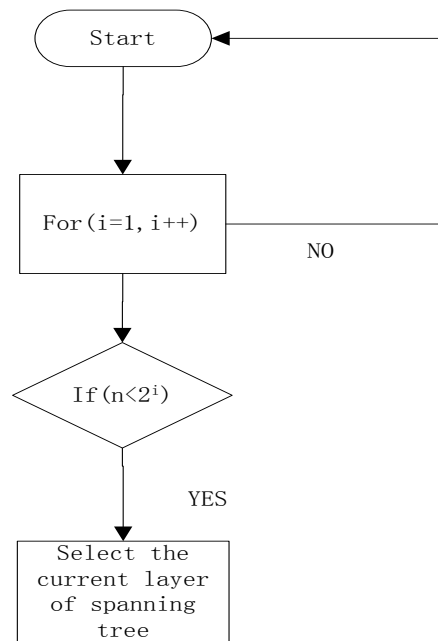 Start
For(i=1,i++)
NO
If(n<2ⁱ)
YES
Select the
current layer
of spanning
tree